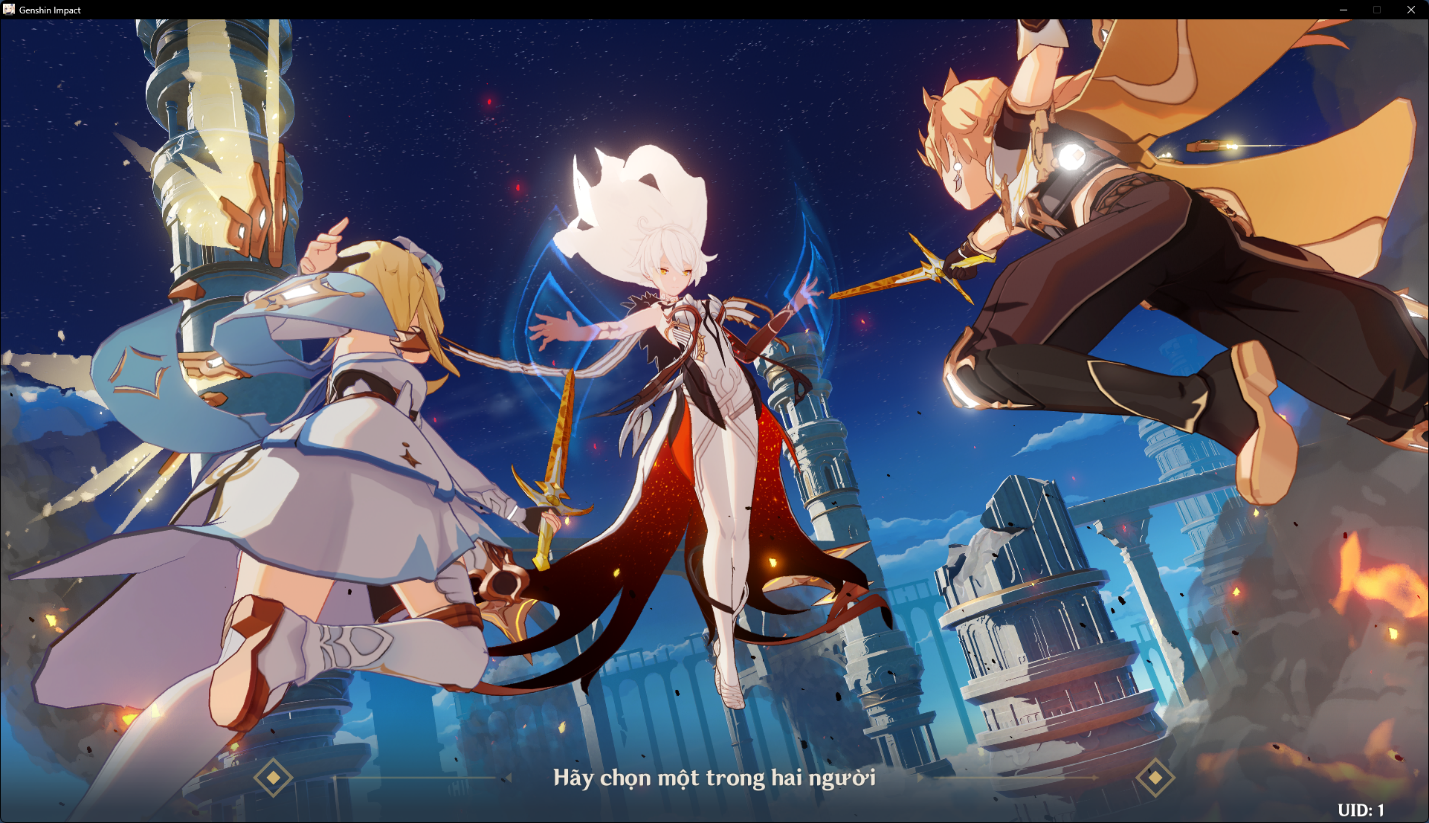 Genshin Impact
Hãy chọn một trong hai người
UID: 1